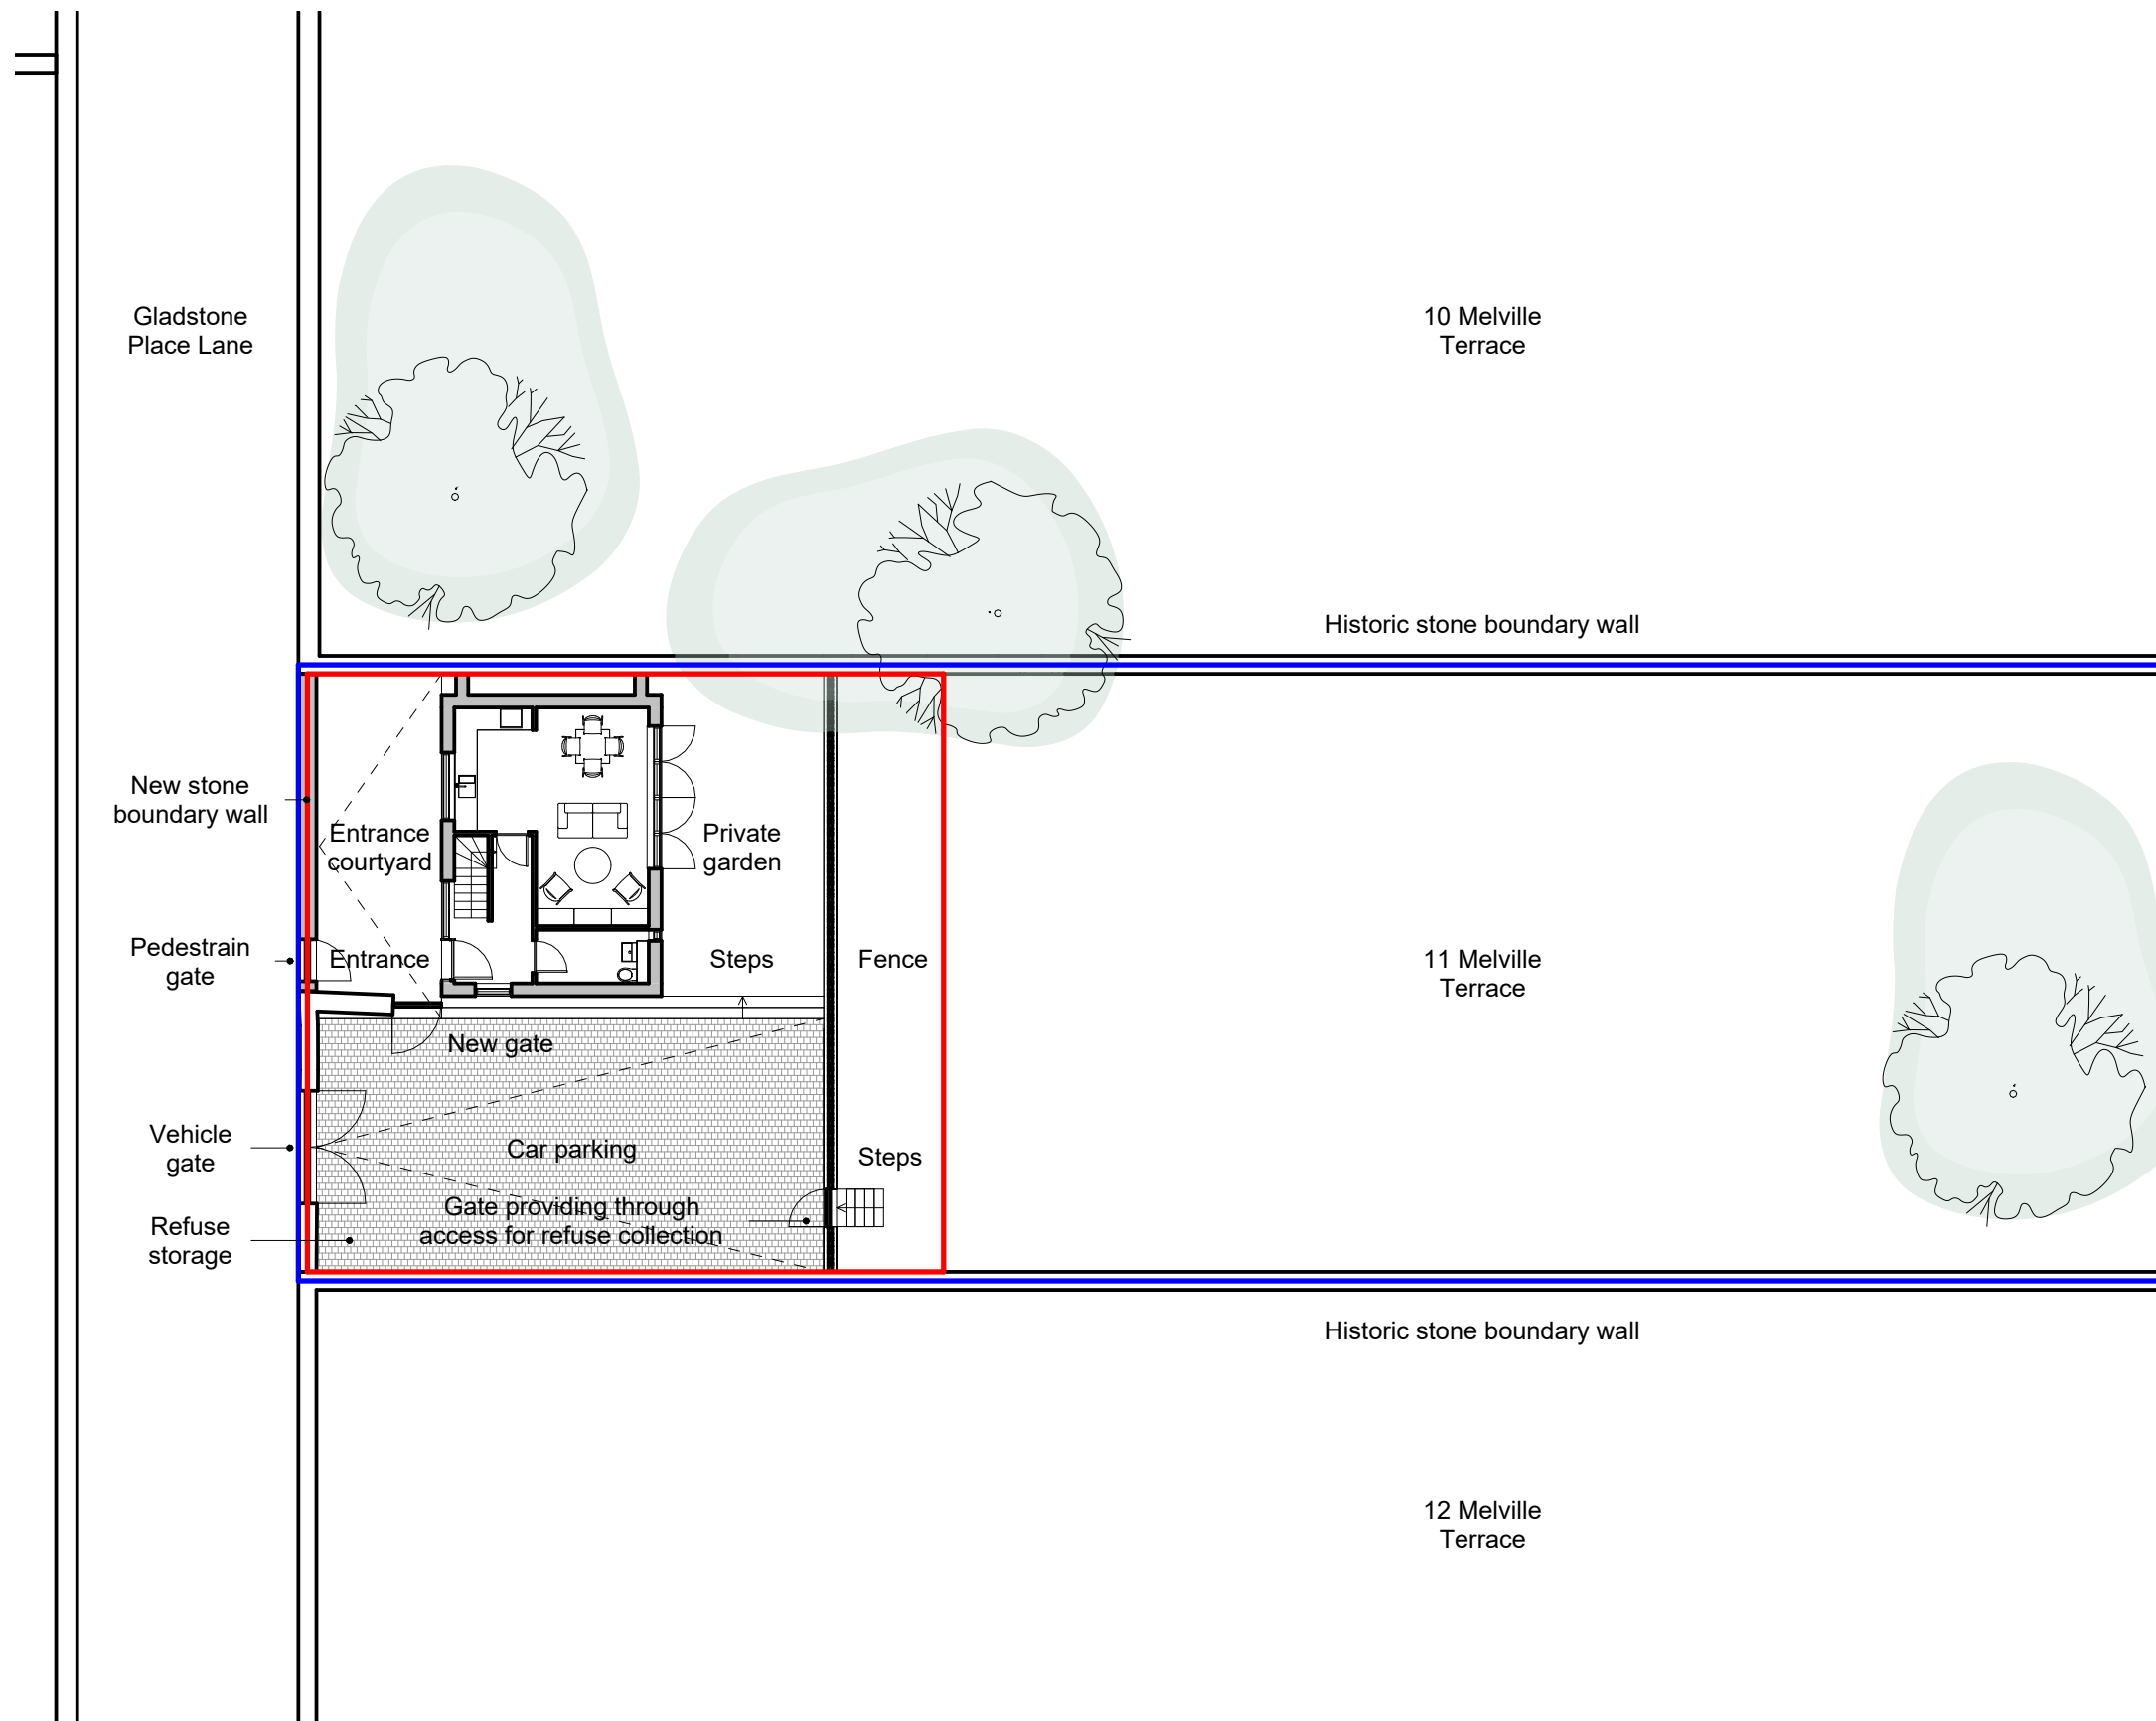 Gladstone
Place Lane
10 Melville
Terrace
Historic stone boundary wall
New stone
boundary wall
Entrance
courtyard
Private
garden
Pedestrain
gate
Entrance
Steps
Fence
11 Melville
Terrace
New gate
Vehicle
gate
Car parking
Steps
Gate providing through
access for refuse collection
Refuse
storage
Historic stone boundary wall
12 Melville
Terrace